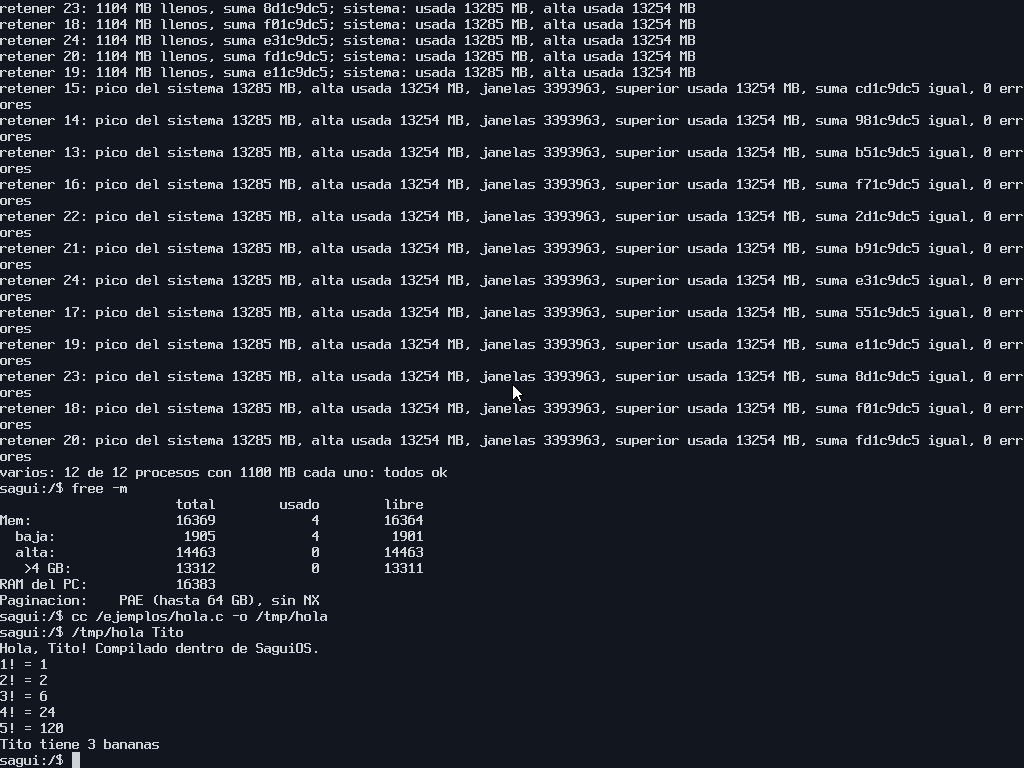 retener 23: 1104 MB llenos, suma 8d1c9dc5; sistema: usada 13285 MB, alta usada 13254 MB
retener 18: 1104 MB llenos, suma f01c9dc5; sistema: usada 13285 MB, alta usada 13254 MB
retener 24: 1104 MB llenos, suma e31c9dc5; sistema: usada 13285 MB, alta usada 13254 MB
retener 20: 1104 MB llenos, suma fd1c9dc5; sistema: usada 13285 MB, alta usada 13254 MB
retener 19: 1104 MB llenos, suma e11c9dc5; sistema: usada 13285 MB, alta usada 13254 MB
retener 15: pico del sistema 13285 MB, alta usada 13254 MB, janelas 3393963, superior usada 13254 MB, suma cd1c9dc5 igual, 0 err
ores
retener 14: pico del sistema 13285 MB, alta usada 13254 MB, janelas 3393963, superior usada 13254 MB, suma 981c9dc5 igual, 0 err
ores
retener 13: pico del sistema 13285 MB, alta usada 13254 MB, janelas 3393963, superior usada 13254 MB, suma b51c9dc5 igual, 0 err
ores
retener 16: pico del sistema 13285 MB, alta usada 13254 MB, janelas 3393963, superior usada 13254 MB, suma f71c9dc5 igual, 0 err
ores
retener 22: pico del sistema 13285 MB, alta usada 13254 MB, janelas 3393963, superior usada 13254 MB, suma 2d1c9dc5 igual, 0 err
ores
retener 21: pico del sistema 13285 MB, alta usada 13254 MB, janelas 3393963, superior usada 13254 MB, suma b91c9dc5 igual, 0 err
ores
retener 24: pico del sistema 13285 MB, alta usada 13254 MB, janelas 3393963, superior usada 13254 MB, suma e31c9dc5 igual, 0 err
ores
retener 17: pico del sistema 13285 MB, alta usada 13254 MB, janelas 3393963, superior usada 13254 MB, suma 551c9dc5 igual, 0 err
ores
retener 19: pico del sistema 13285 MB, alta usada 13254 MB, janelas 3393963, superior usada 13254 MB, suma e11c9dc5 igual, 0 err
ores
retener 23: pico del sistema 13285 MB, alta usada 13254 MB, janelas 3393963, superior usada 13254 MB, suma 8d1c9dc5 igual, 0 err
ores
retener 18: pico del sistema 13285 MB, alta usada 13254 MB, janelas 3393963, superior usada 13254 MB, suma f01c9dc5 igual, 0 err
ores
retener 20: pico del sistema 13285 MB, alta usada 13254 MB, janelas 3393963, superior usada 13254 MB, suma fd1c9dc5 igual, 0 err
ores
varios: 12 de 12 procesos con 1100 MB cada uno: todos ok
sagui:/$ free -m
total usado libre
Mem: 16369 4 16364
baja: 1905 4 1901
alta: 14463 0 14463
>4 GB: 13312 0 13311
RAM del PC: 16383
Paginacion: PAE (hasta 64 GB), sin NX
sagui:/$ cc /ejemplos/hola.c -o /tmp/hola
sagui:/$ /tmp/hola Tito
Hola, Tito! Compilado dentro de SaguiOS.
1! = 1
2! = 2
3! = 6
4! = 24
5! = 120
Tito tiene 3 bananas
sagui:/$